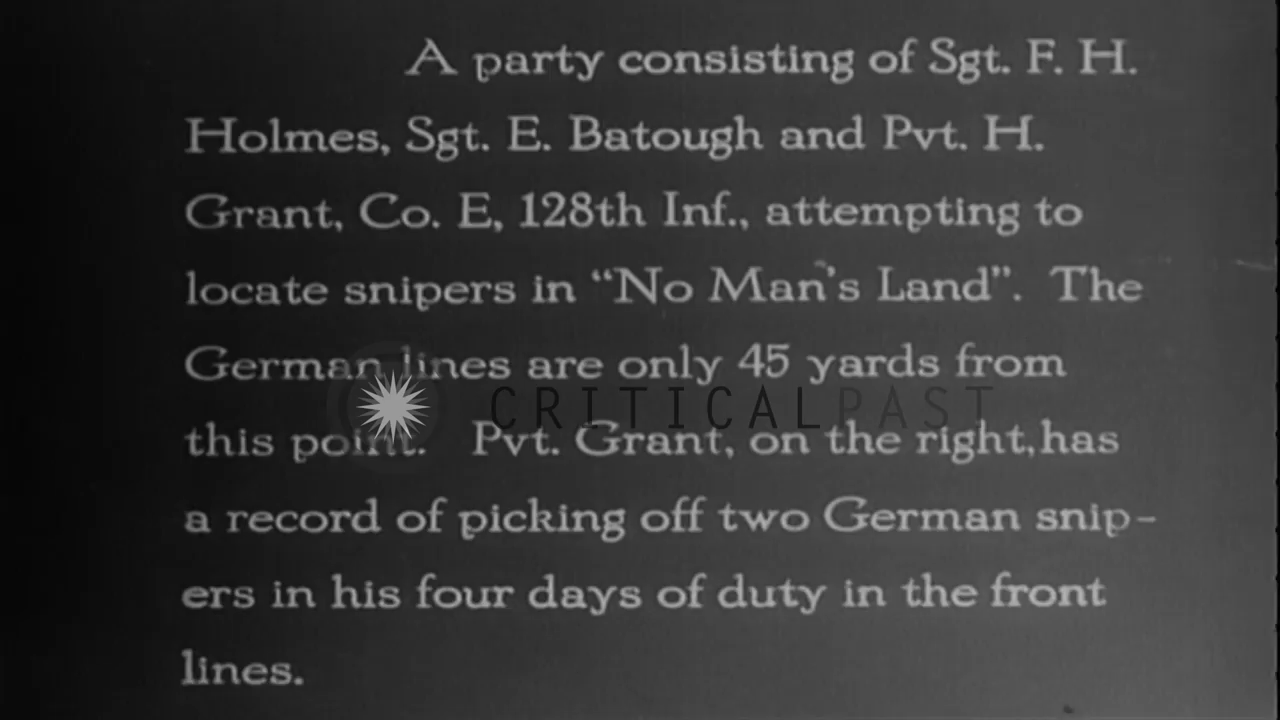 A party consisting of Sgt. F. H.
Holmes, Sgt. E. Batough and Pvt. H.
Grant, Co. E, 128th Inf., attempting to
locate snipers in “No Man's Land”. The
German lines are only 45 yards from
CRITICALPAST
this point. Pvt. Grant, on the right, has
a record of picking off two German snip-
ers in his four days of duty in the front
lines.